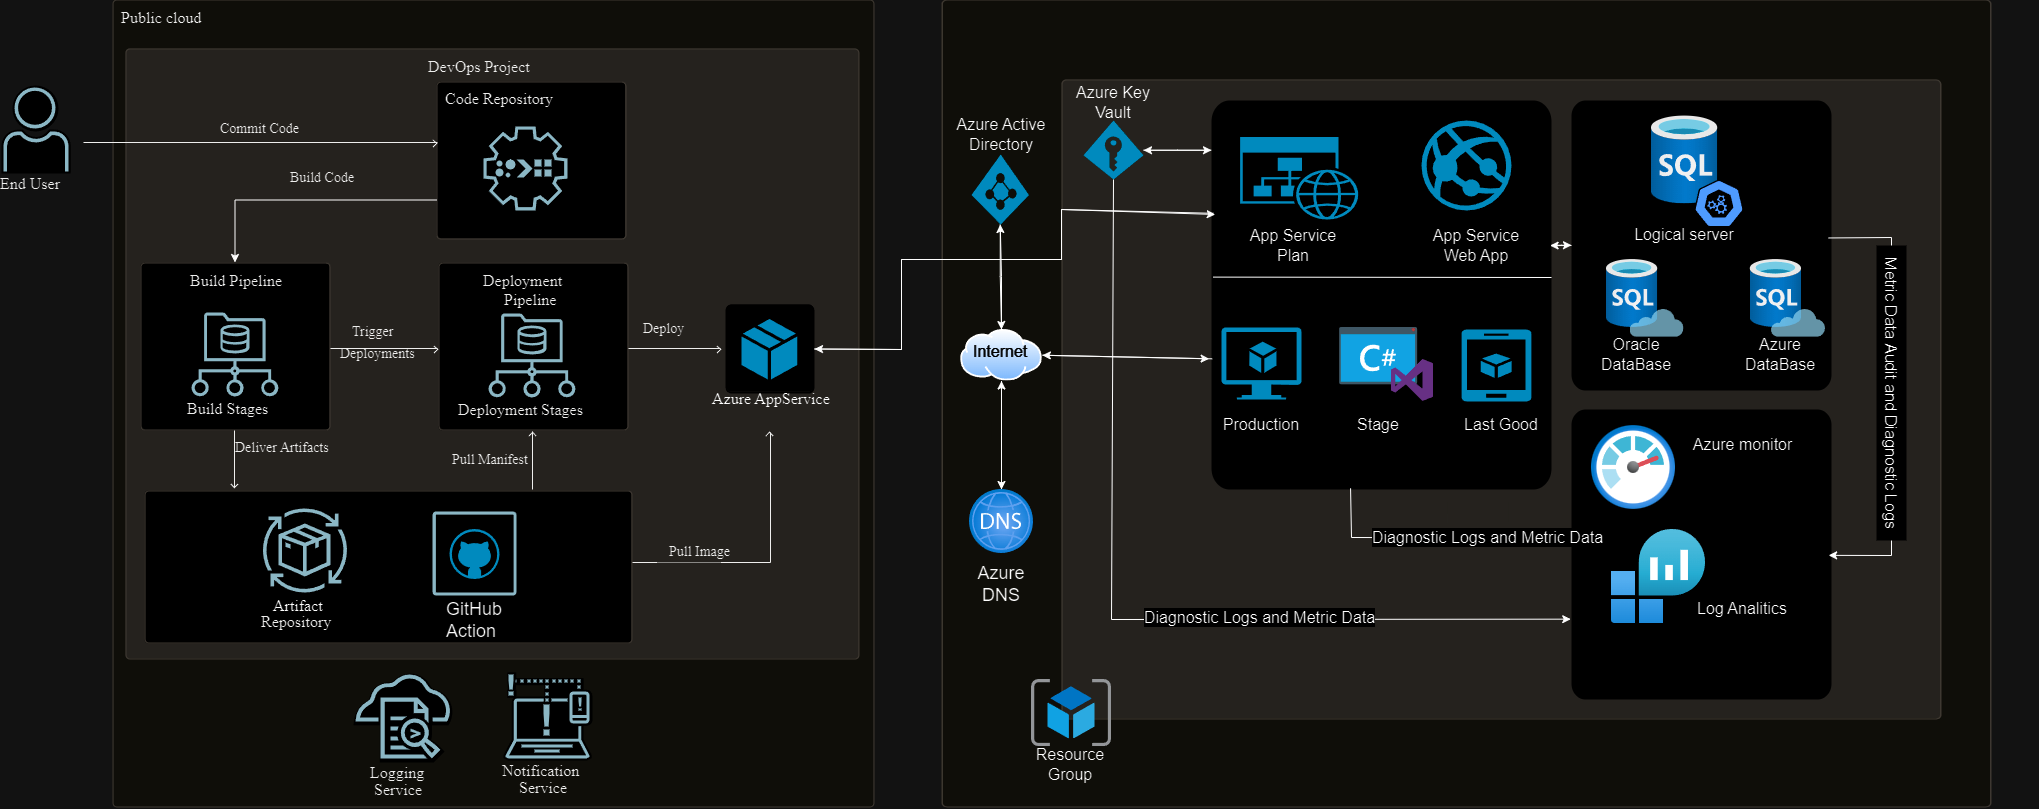 Public cloud
DevOps Project
Code Repository
Commit Code
End User
Build Code
Build Pipeline
Build Stages
Trigger
Deployments
Deployment
Pipeline
Deployment Stages
Deploy
Azure AppService
Deliver Artifacts
Pull Manifest
Artifact
Repository
GitHub
Action
Pull Image
Logging
Service
Notification
Service
Azure Active
Directory
Internet
DNS
Azure
DNS
Azure Key
Vault
App Service
Plan
App Service
Web App
Production
C#
Stage
Last Good
SQL
Logical server
SQL
Oracle
DataBase
SQL
Azure
DataBase
Metric Data Audit and Diagnostic Logs
Azure monitor
Diagnostic Logs and Metric Data
Log Analitics
Diagnostic Logs and Metric Data
Resource
Group